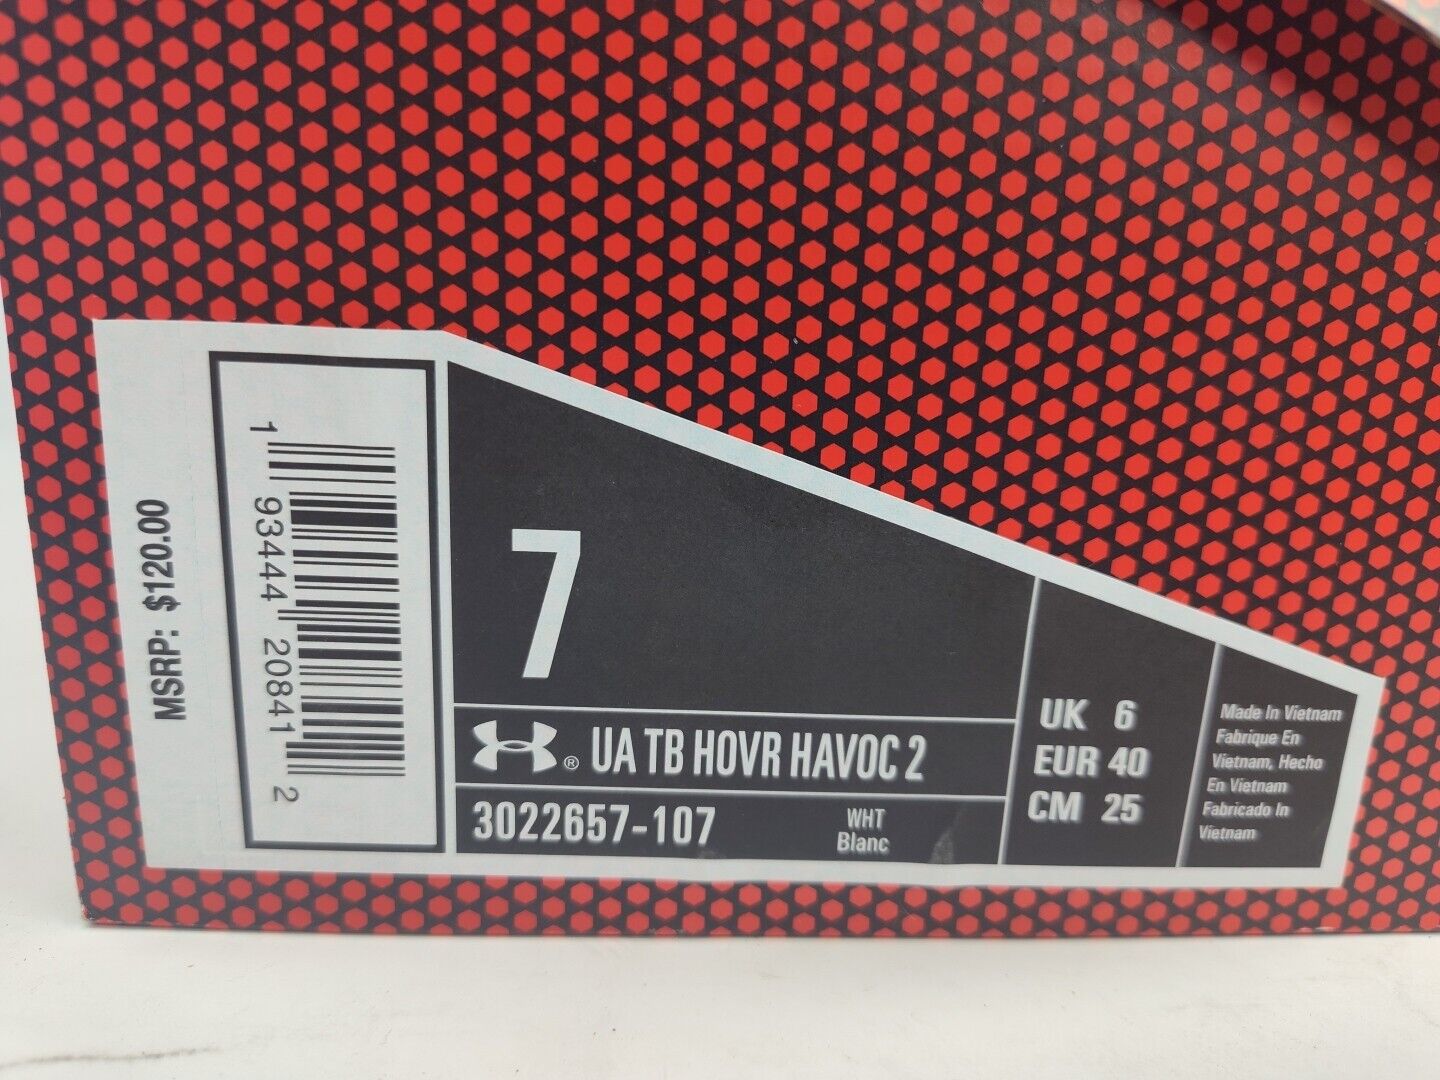 MSRP: $120.00
1 93444 20841 2
7
® UA TB HOVR HAVOC 2
3022657-107
WHT
Blanc
UK 6
EUR 40
CM 25
Made In Vietnam
Fabrique En
Vietnam, Hecho
En Vietnam
Fabricado In
Vietnam